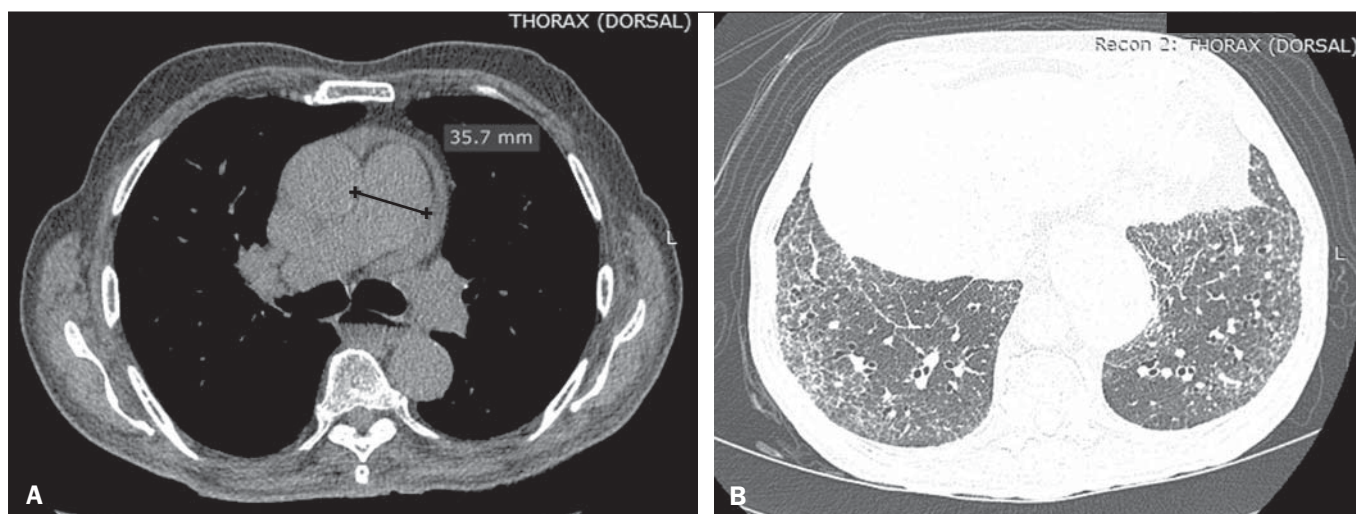 THORAX (DORSAL)
35.7 mm
L
A
Recon 2: THORAX (DORSAL)
L
B